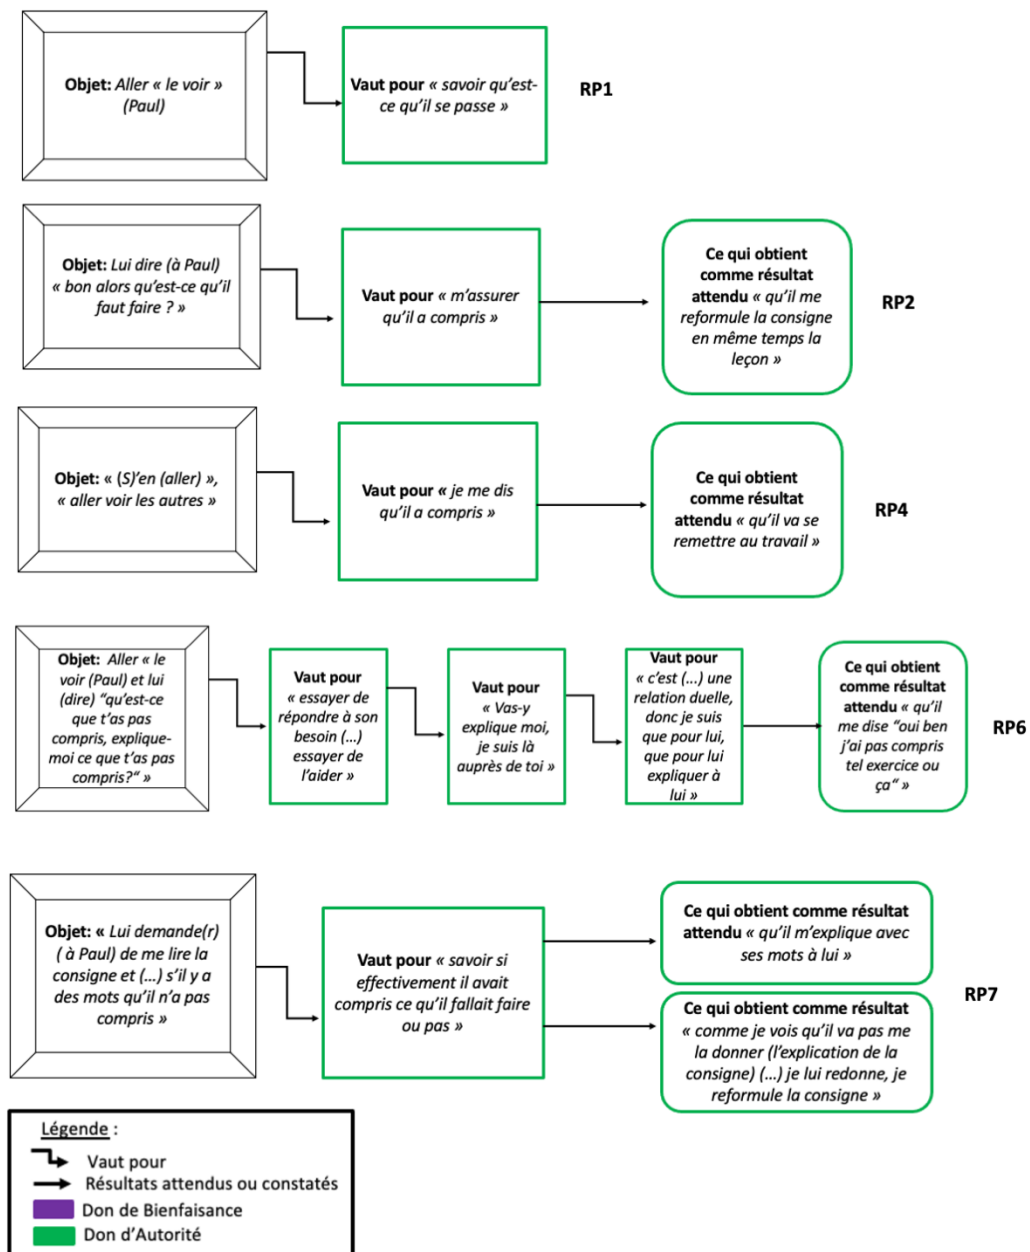 Objet: Aller « le voir »
(Paul)
Vaut pour « savoir qu’est-
ce qu’il se passe »
RP1
Objet: Lui dire (à Paul)
« bon alors qu’est-ce qu’il
faut faire ? »
Vaut pour « m’assurer
qu’il a compris »
Ce qui obtient
comme résultat
attendu « qu’il me
reformule la consigne
en même temps la
leçon »
RP2
Objet: « (S)’en (aller) »,
« aller voir les autres »
Vaut pour « je me dis
qu’il a compris »
Ce qui obtient
comme résultat
attendu « qu’il va se
remettre au travail »
RP4
Objet: Aller « le
voir (Paul) et lui
(dire) “qu’est-ce
que t’as pas
compris, explique-
moi ce que t’as pas
compris?“ »
Vaut pour
« essayer de
répondre à son
besoin (…)
essayer de
l’aider »
Vaut pour
« Vas-y
explique moi,
je suis là
auprès de toi »
Vaut pour
« c’est (…) une
relation duelle,
donc je suis
que pour lui,
que pour lui
expliquer à
lui »
Ce qui obtient
comme résultat
attendu « qu’il
me dise “oui ben
j’ai pas compris
tel exercice ou
ça“ »
RP6
Objet: « Lui demande(r)
( à Paul) de me lire la
consigne et (…) s’il y a
des mots qu’il n’a pas
compris »
Vaut pour « savoir si
effectivement il avait
compris ce qu’il fallait faire
ou pas »
Ce qui obtient comme résultat
attendu « qu’il m’explique avec
ses mots à lui »
Ce qui obtient comme résultat
« comme je vois qu’il va pas me
la donner (l’explication de la
consigne) (…) je lui redonne, je
reformule la consigne »
RP7
Légende :
Vaut pour
Résultats attendus ou constatés
Don de Bienfaisance
Don d’Autorité